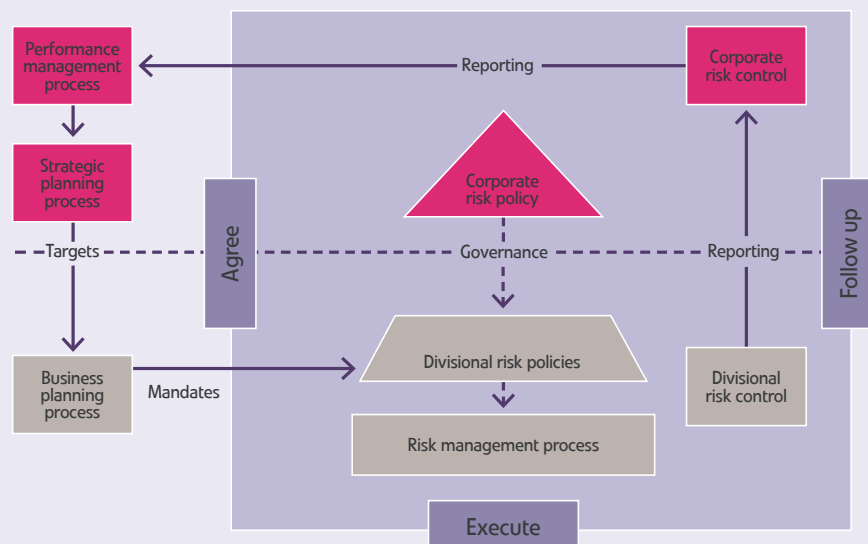 Performance
management
process
Reporting
Corporate
risk control
Strategic
planning
process
Corporate
risk policy
Agree
Follow up
Targets
Governance
Reporting
Business
planning
process
Mandates
Divisional risk policies
Divisional
risk control
Risk management process
Execute